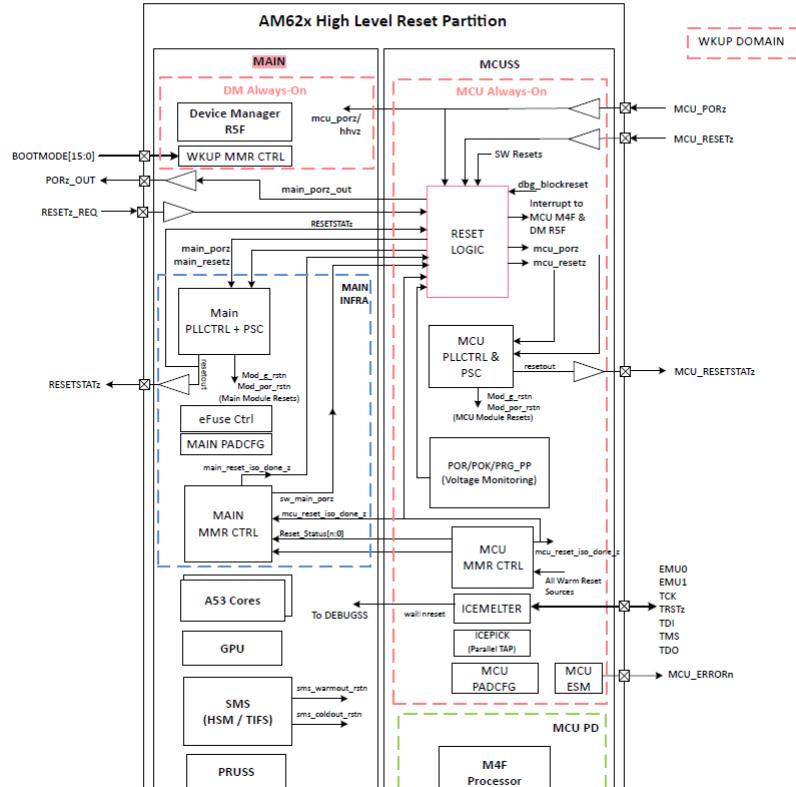 AM62x High Level Reset Partition
WKUP DOMAIN
MAIN
MCUSS
DM Always-On
MCU Always-On
Device Manager
R5F
mcu_porz/
hhvz
MCU_PORz
MCU_RESETz
SW Resets
BOOTMODE[15:0]
WKUP MMR CTRL
PORz_OUT
main_porz_out
dbg_blockreset
Interrupt to
MCU M4F &
DM R5F
RESETz_REQ
RESETSTATz
RESET
LOGIC
main_porz
main_resetz
mcu_porz
mcu_resetz
MAIN
INFRA
Main
PLLCTRL + PSC
MCU
PLLCTRL &
PSC
resetout
resetout
RESETSTATz
MCU_RESETSTATz
Mod_g_rstn
Mod_por_rstn
(Main Module Resets)
Mod_g_rstn
Mod_por_rstn
(MCU Module Resets)
eFuse Ctrl
MAIN PADCFG
POR/POK/PRG_PP
(Voltage Monitoring)
main_reset_iso_done_z
sw_main_porz
mcu_reset_iso_done_z
MAIN
MMR CTRL
Reset_Status[n:0]
MCU
MMR CTRL
mcu_reset_iso_done_z
All Warm Reset
Sources
A53 Cores
To DEBUGSS
waitinreset
ICEMELTER
EMU0
EMU1
TCK
TRSTz
TDI
TMS
TDO
GPU
ICEPICK
(Parallel TAP)
MCU
PADCFG
MCU
ESM
MCU_ERRORn
SMS
(HSM / TIFS)
sms_warmout_rstn
sms_coldout_rstn
MCU PD
PRUSS
M4F
Processor